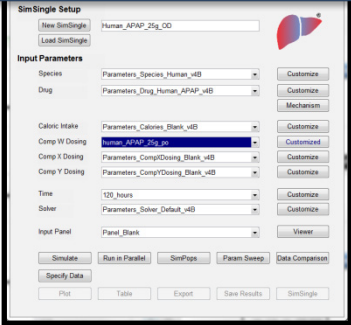 SimSingle Setup
New SimSingle Human_APAP_25g_OD
Load SimSingle
Input Parameters
Species Parameters_Species_Human_v4B Customize
Drug Parameters_Drug_Human_APAP_v4B Customize
Mechanism
Caloric Intake Parameters_Calories_Blank_v4B Customize
Comp W Dosing human_APAP_25g_po Customized
Comp X Dosing Parameters_CompXDosing_Blank_v4B Customize
Comp Y Dosing Parameters_CompYDosing_Blank_v4B Customize
Time 120_hours Customize
Solver Parameters_Solver_Default_v4B Customize
Input Panel Panel_Blank Viewer
Simulate Run in Parallel SimPops Param Sweep Data Comparison
Specify Data
Plot Table Export Save Results SimSingle